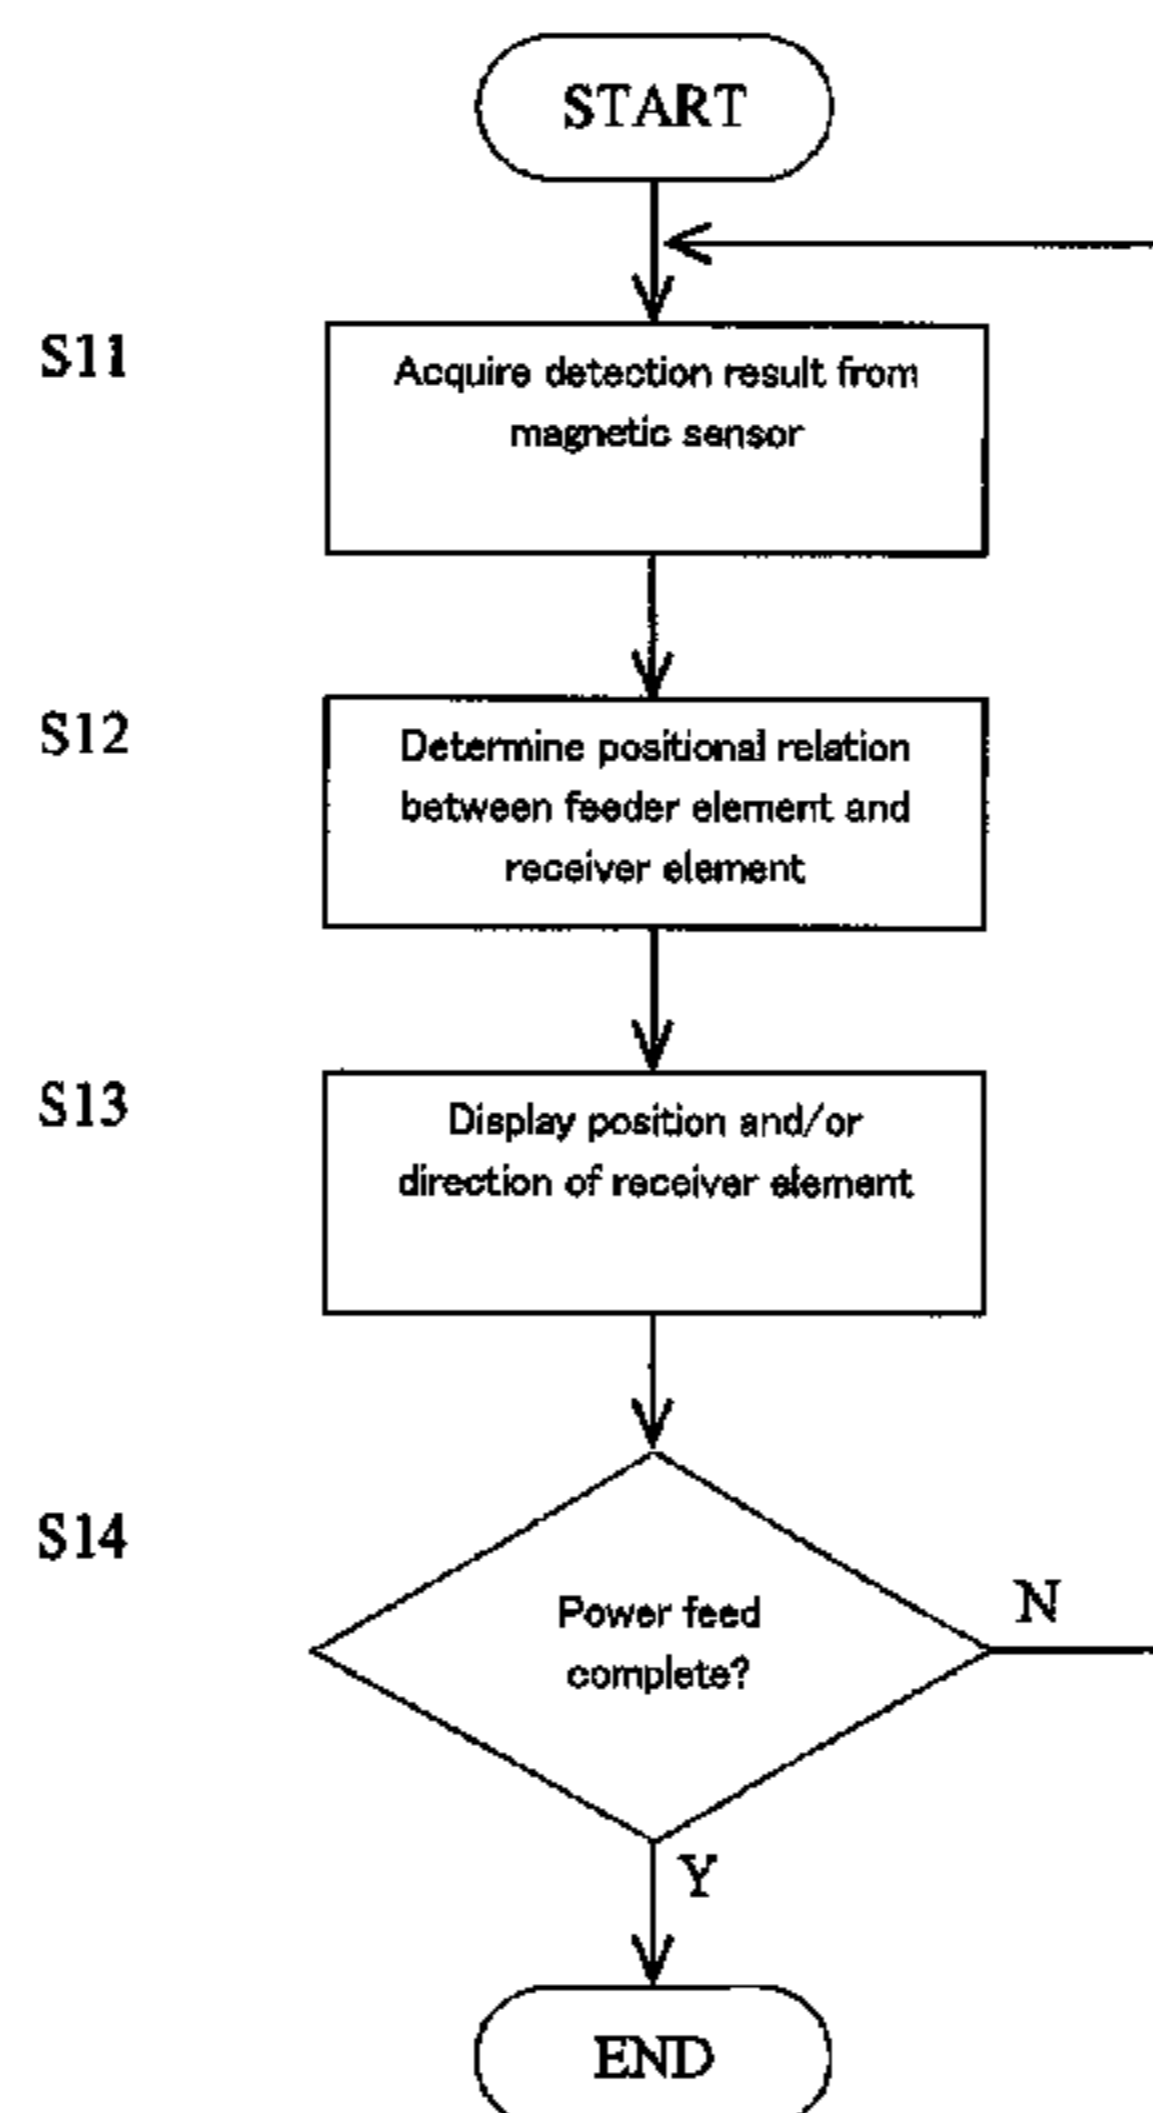 START
S11
Acquire detection result from
magnetic sensor
S12
Determine positional relation
between feeder element and
receiver element
S13
Display position and/or
direction of receiver element
S14
Power feed
complete?
N
Y
END